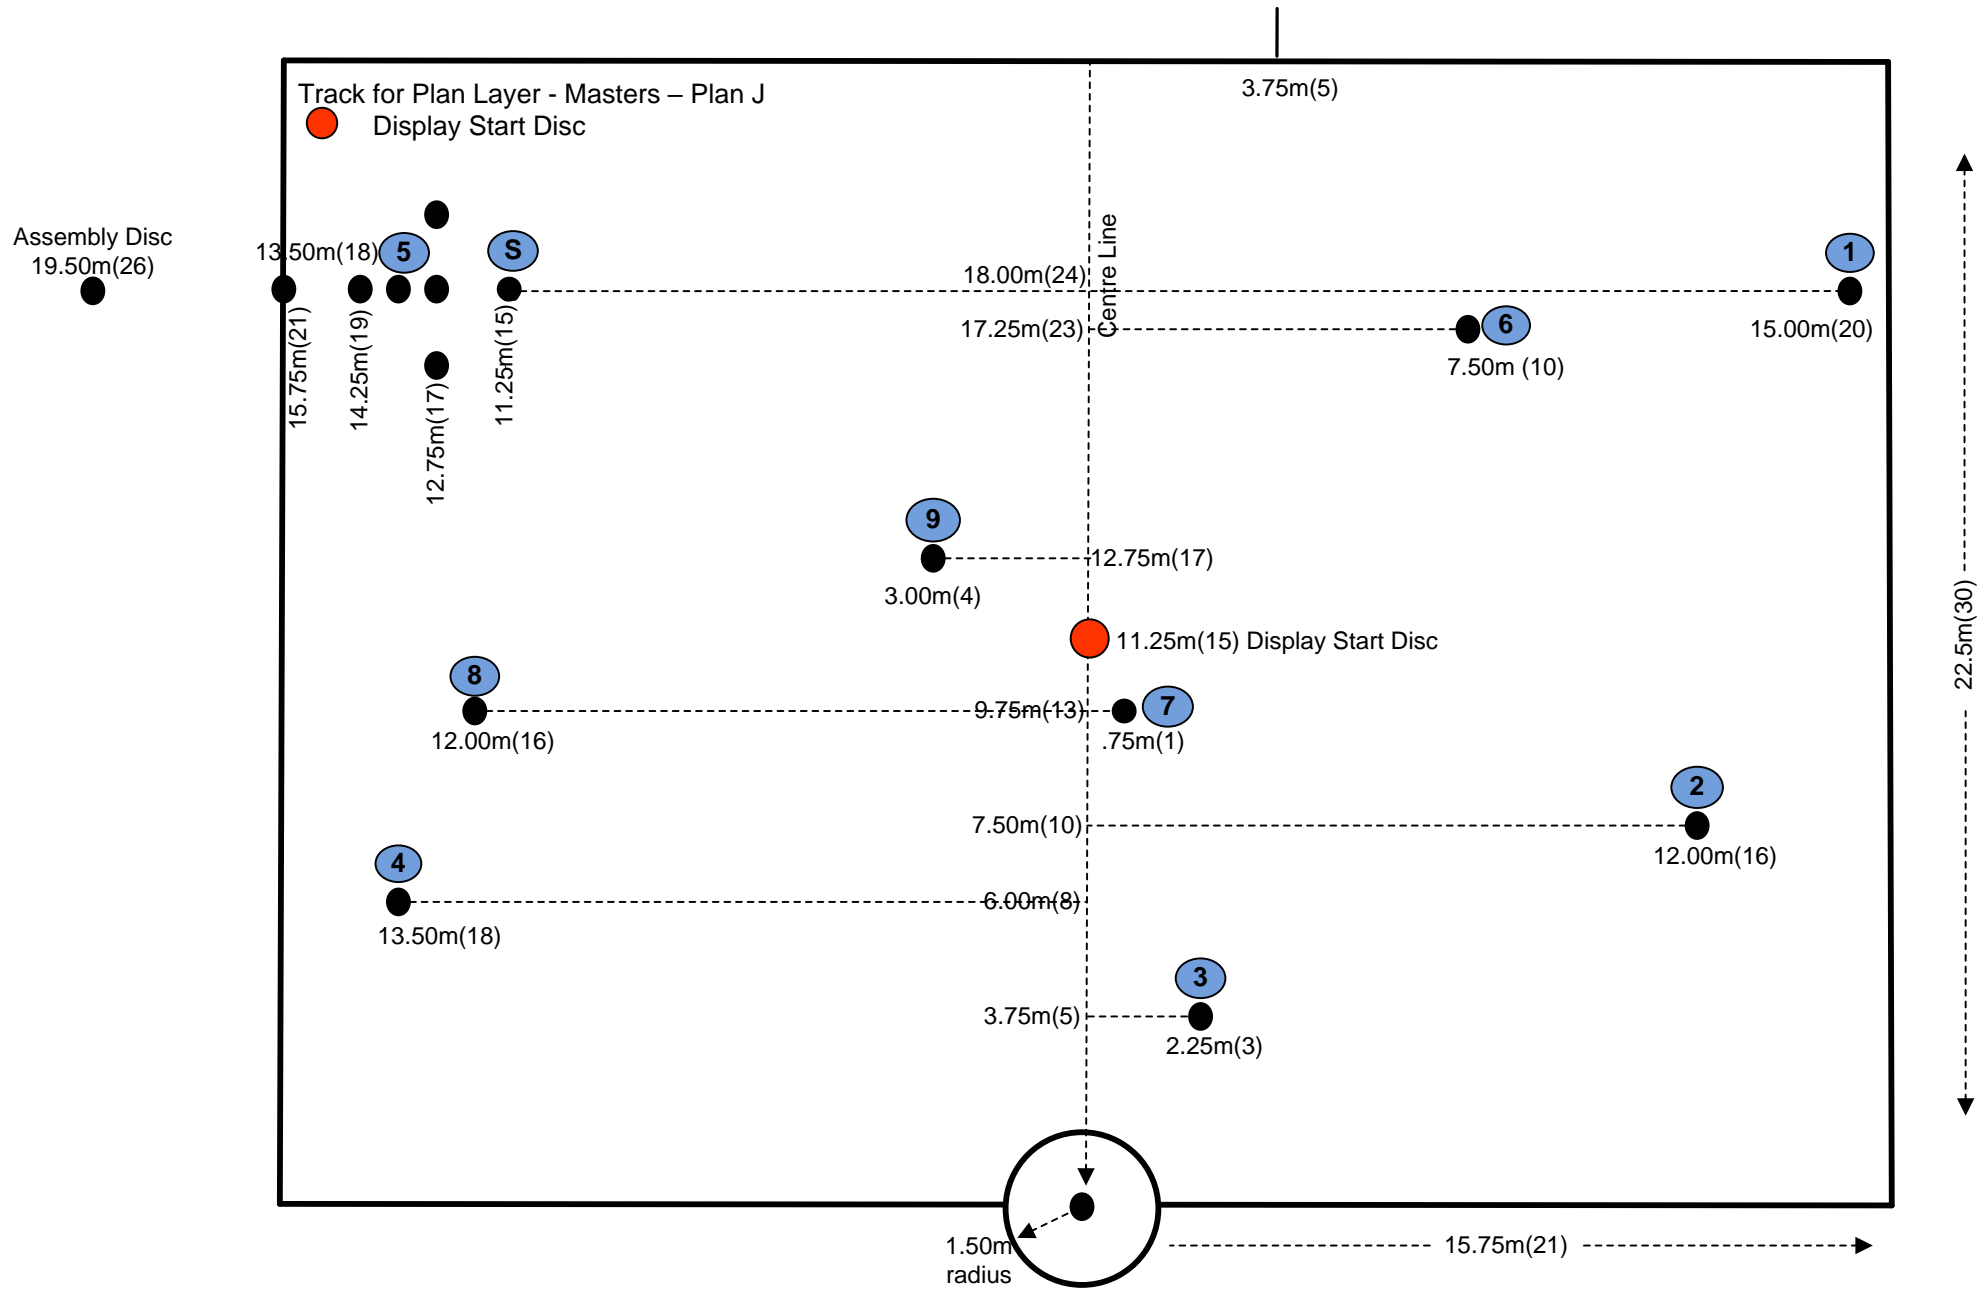 3.75m(5)
Track for Plan Layer - Masters – Plan J
Display Start Disc
Assembly Disc
19.50m(26)
13.50m(18)
5
S
1
18.00m(24)
Centre Line
17.25m(23)
6
15.00m(20)
7.50m (10)
15.75m(21)
14.25m(19)
12.75m(17)
11.25m(15)
9
12.75m(17)
3.00m(4)
11.25m(15) Display Start Disc
22.5m(30)
8
9.75m(13)
7
12.00m(16)
.75m(1)
2
7.50m(10)
12.00m(16)
4
6.00m(8)
13.50m(18)
3
3.75m(5)
2.25m(3)
1.50m
radius
15.75m(21)